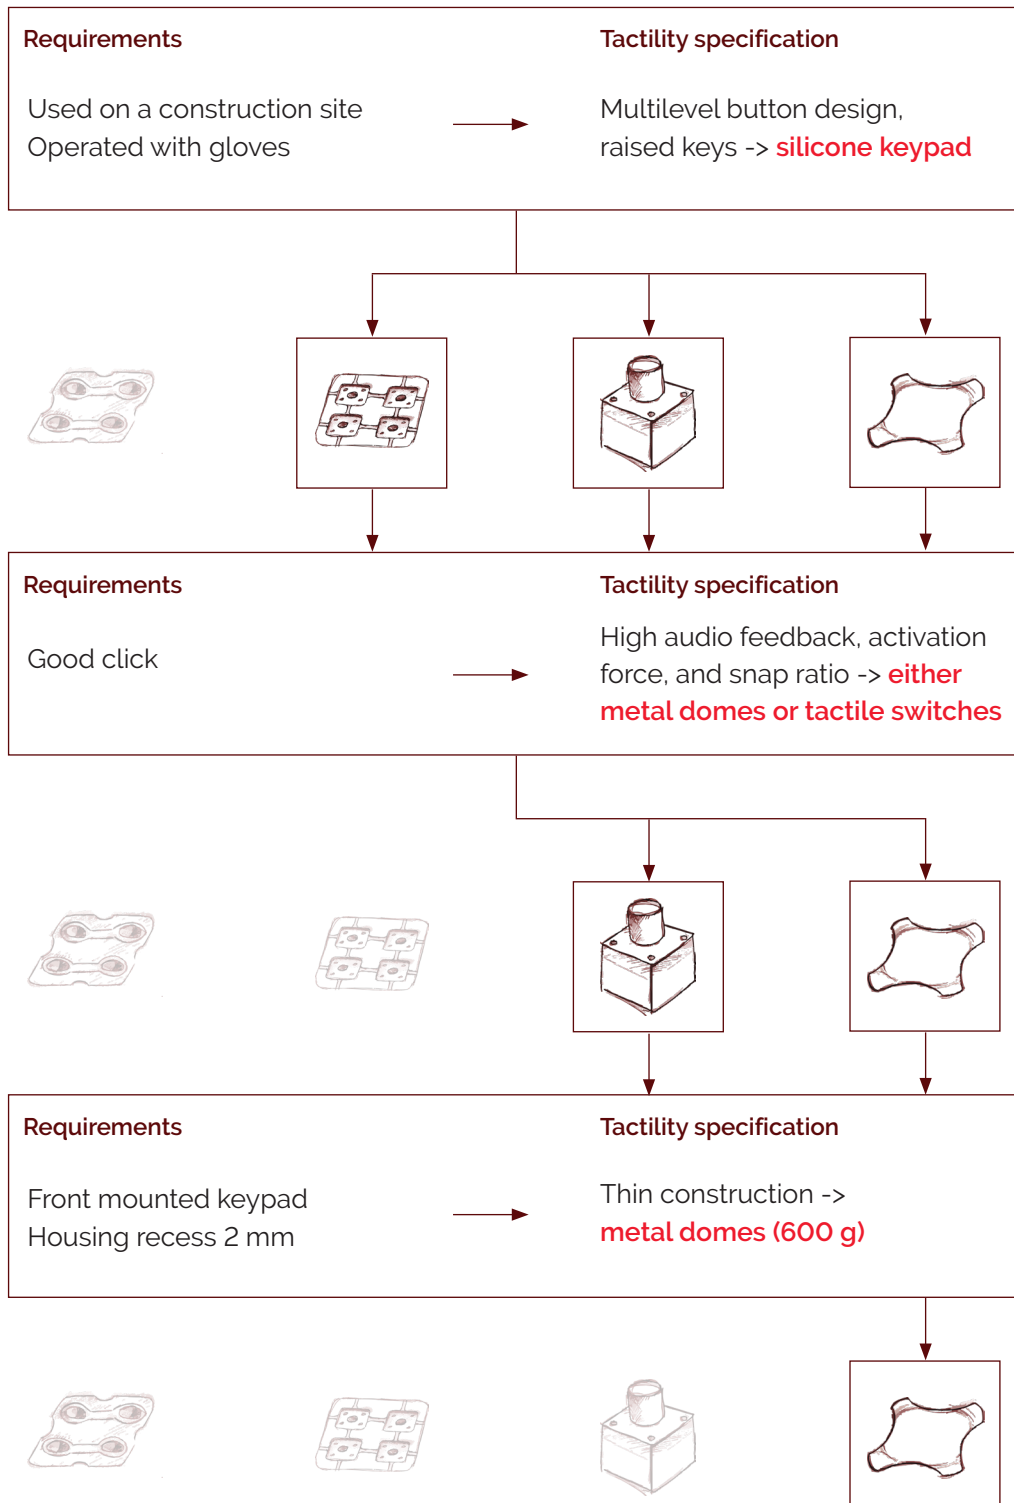 Requirements
Tactility specification
Used on a construction site
Operated with gloves
Multilevel button design,
raised keys -> silicone keypad
Requirements
Tactility specification
Good click
High audio feedback, activation
force, and snap ratio -> either
metal domes or tactile switches
Requirements
Tactility specification
Front mounted keypad
Housing recess 2 mm
Thin construction ->
metal domes (600 g)